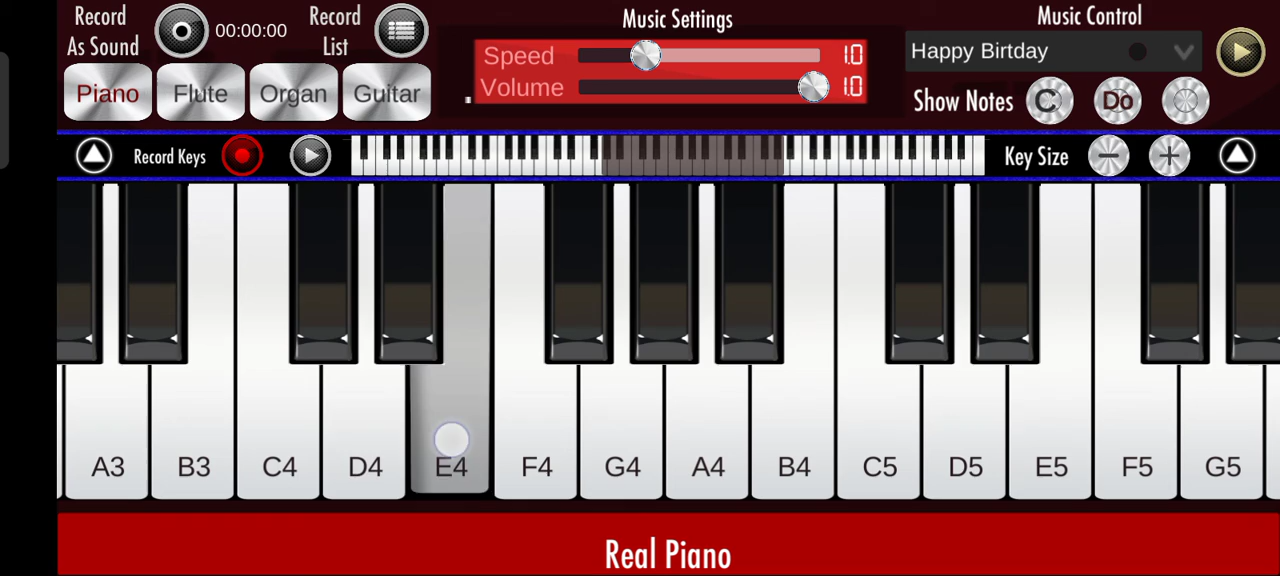 Record
As Sound
00:00:00
Record
List
Music Settings
Speed 1.0
Volume 1.0
Music Control
Happy Birtday
Piano
Flute
Organ
Guitar
Show Notes
C
Do
Record Keys
Key Size
A3
B3
C4
D4
E4
F4
G4
A4
B4
C5
D5
E5
F5
G5
Real Piano